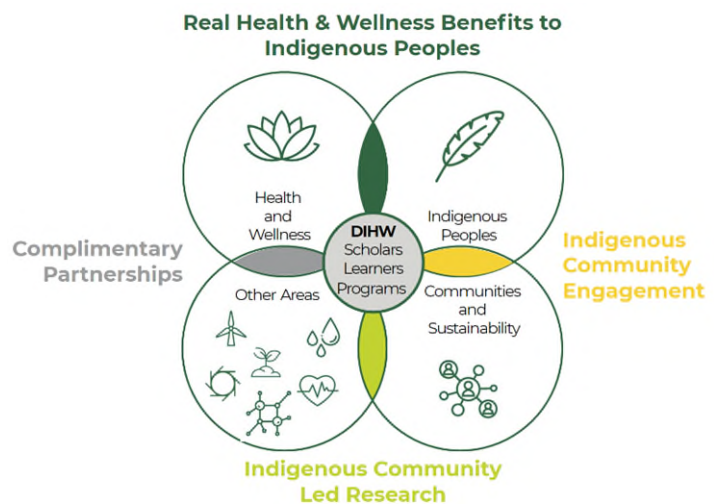 Real Health & Wellness Benefits to
Indigenous Peoples
Health
and
Wellness
Indigenous
Peoples
DIHW
Scholars
Learners
Programs
Complimentary
Partnerships
Indigenous
Community
Engagement
Other Areas
Communities
and
Sustainability
Indigenous Community
Led Research